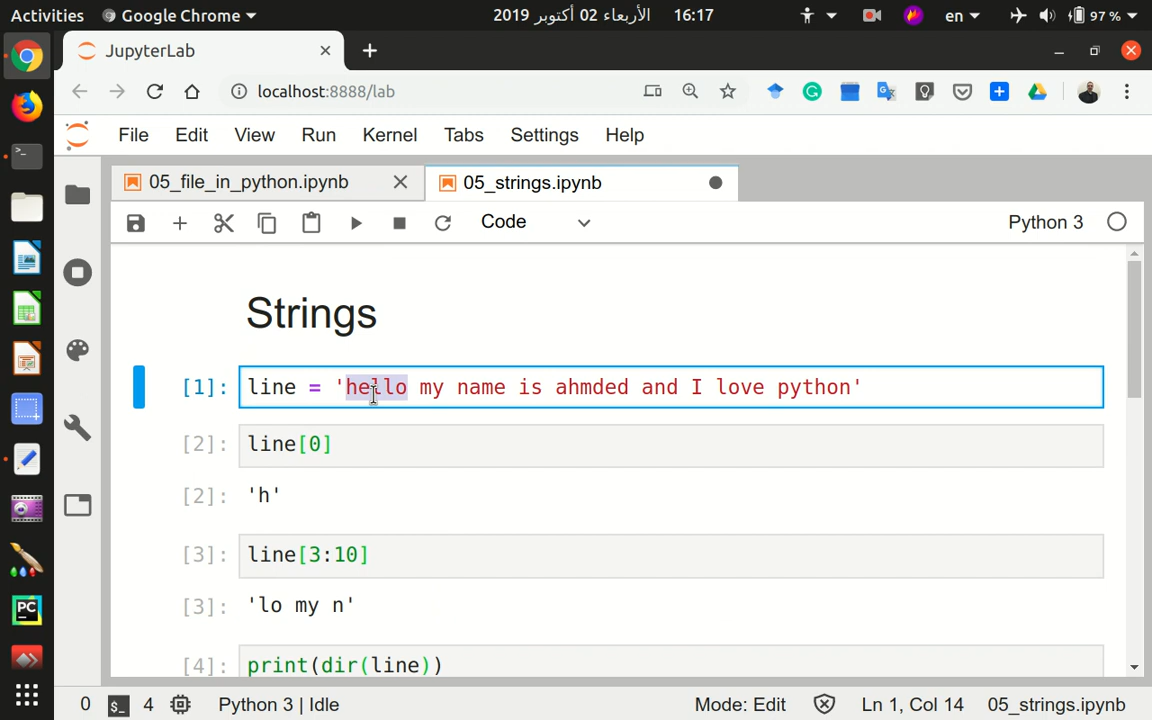 Activities Google Chrome الأربعاء 02 أكتوبر 2019 16:17 en 97 %
JupyterLab
localhost:8888/lab
File Edit View Run Kernel Tabs Settings Help
05_file_in_python.ipynb 05_strings.ipynb
Code Python 3
Strings
[1]: line = 'hello my name is ahmded and I love python'
[2]: line[0]
[2]: 'h'
[3]: line[3:10]
[3]: 'lo my n'
[4]: print(dir(line))
0 $_ 4 Python 3 | Idle Mode: Edit Ln 1, Col 14 05_strings.ipynb
PC